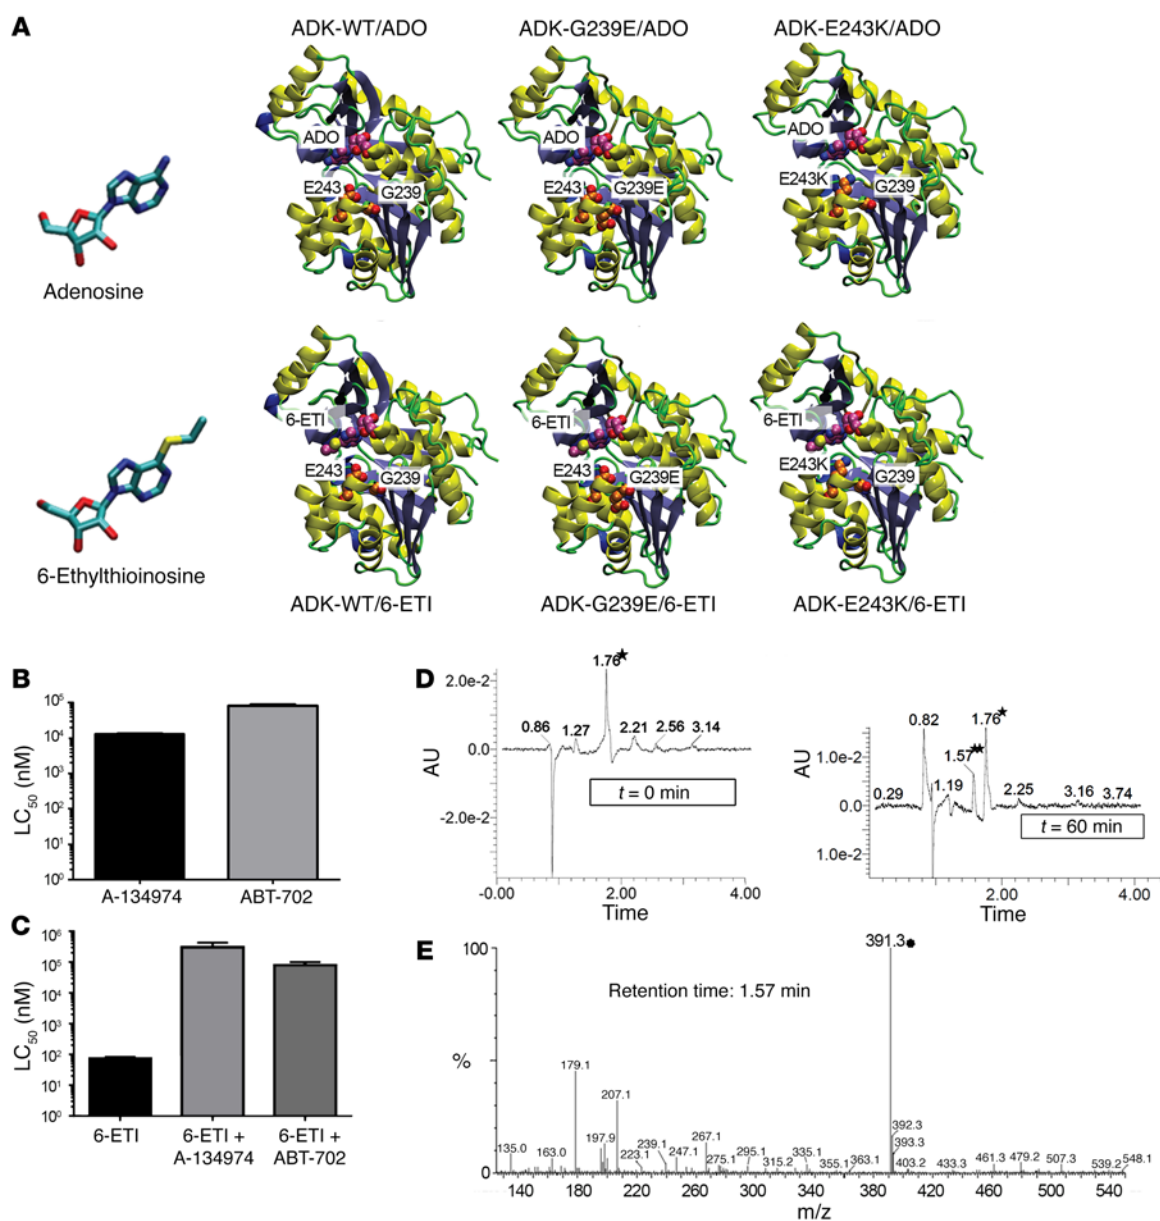 A
ADK-WT/ADO ADK-G239E/ADO ADK-E243K/ADO
ADO ADO ADO
E243 G239 E243 G239E E243K G239
Adenosine
6-ETI 6-ETI 6-ETI
E243 G239 E243 G239E E243K G239
6-Ethylthioinosine
ADK-WT/6-ETI ADK-G239E/6-ETI ADK-E243K/6-ETI
B
LC50 (nM)
10^5
10^4
10^3
10^2
10^1
10^0
A-134974 ABT-702
C
LC50 (nM)
10^6
10^5
10^4
10^3
10^2
10^1
10^0
6-ETI 6-ETI + 6-ETI +
A-134974 ABT-702
D
AU
2.0e-2
0.0
-2.0e-2
1.76★
0.86 1.27 2.21 2.56 3.14
t = 0 min
-0.00 2.00 4.00
Time
AU
1.0e-2
0.0
1.0e-2
0.82 1.76★
1.57★★
0.29 1.19 2.25 3.16 3.74
t = 60 min
1.00 2.00 3.00 4.00
Time
E
100
%
0
Retention time: 1.57 min
391.3●
179.1
207.1
135.0 163.0 197.9 223.1 239.1 247.1 267.1 275.1 295.1 315.2 335.1 355.1 363.1
392.3
393.3
403.2 433.3 461.3 479.2 507.3 539.2 548.1
140 180 220 260 300 340 380 420 460 500 540
m/z